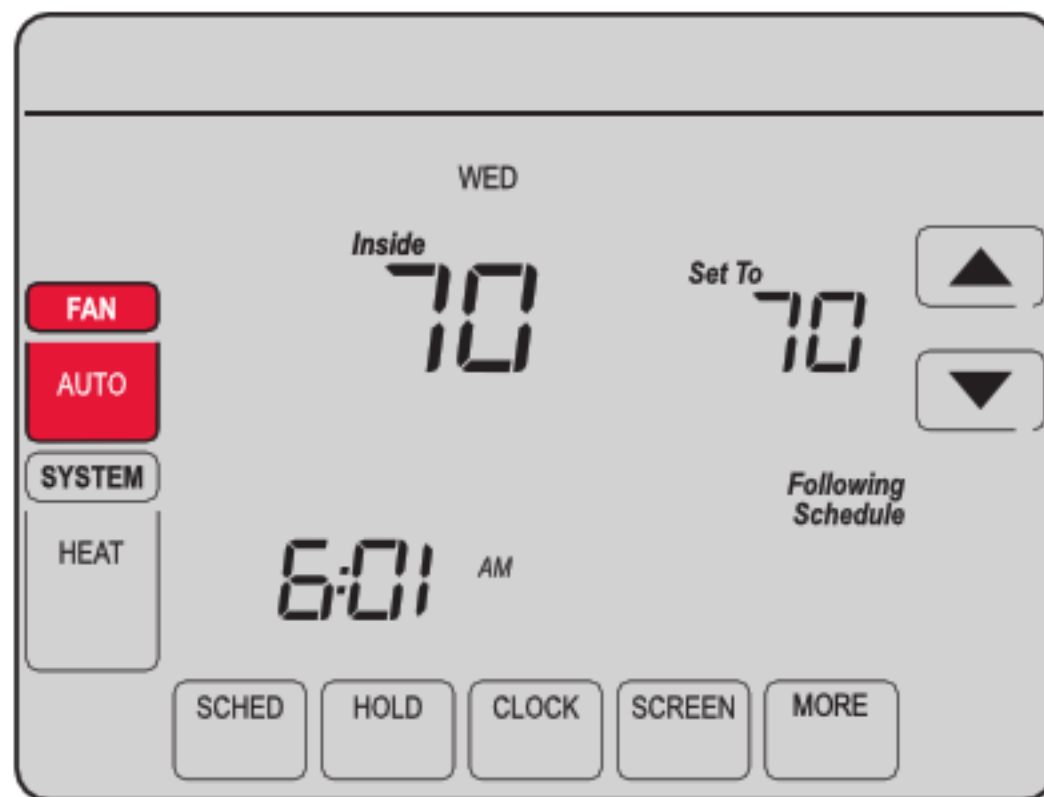 WED
Inside
70
Set To
70
FAN
AUTO
SYSTEM
HEAT
Following
Schedule
6:01 AM
SCHED HOLD CLOCK SCREEN MORE